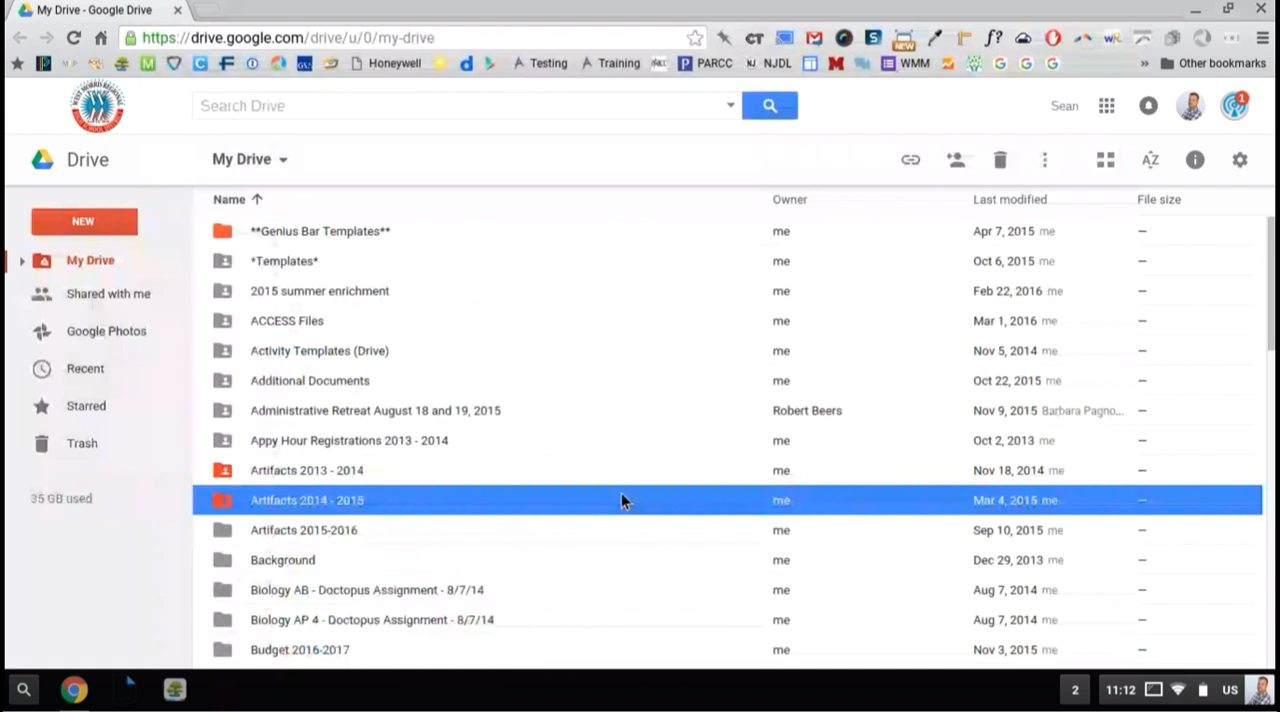 My Drive - Google Drive
https://drive.google.com/drive/u/0/my-drive
Honeywell Testing Training PARCC NJDL WMM » Other bookmarks
Search Drive
Sean
1
Drive
My Drive
NEW
My Drive
Shared with me
Google Photos
Recent
Starred
Trash
35 GB used
Name Owner Last modified File size
**Genius Bar Templates** me Apr 7, 2015 me –
*Templates* me Oct 6, 2015 me –
2015 summer enrichment me Feb 22, 2016 me –
ACCESS Files me Mar 1, 2016 me –
Activity Templates (Drive) me Nov 5, 2014 me –
Additional Documents me Oct 22, 2015 me –
Administrative Retreat August 18 and 19, 2015 Robert Beers Nov 9, 2015 Barbara Pagno... –
Appy Hour Registrations 2013 - 2014 me Oct 2, 2013 me –
Artifacts 2013 - 2014 me Nov 18, 2014 me –
Artifacts 2014 - 2015 me Mar 4, 2015 me –
Artifacts 2015-2016 me Sep 10, 2015 me –
Background me Dec 29, 2013 me –
Biology AB - Doctopus Assignment - 8/7/14 me Aug 7, 2014 me –
Biology AP 4 - Doctopus Assignment - 8/7/14 me Aug 7, 2014 me –
Budget 2016-2017 me Nov 3, 2015 me –
2 11:12 US